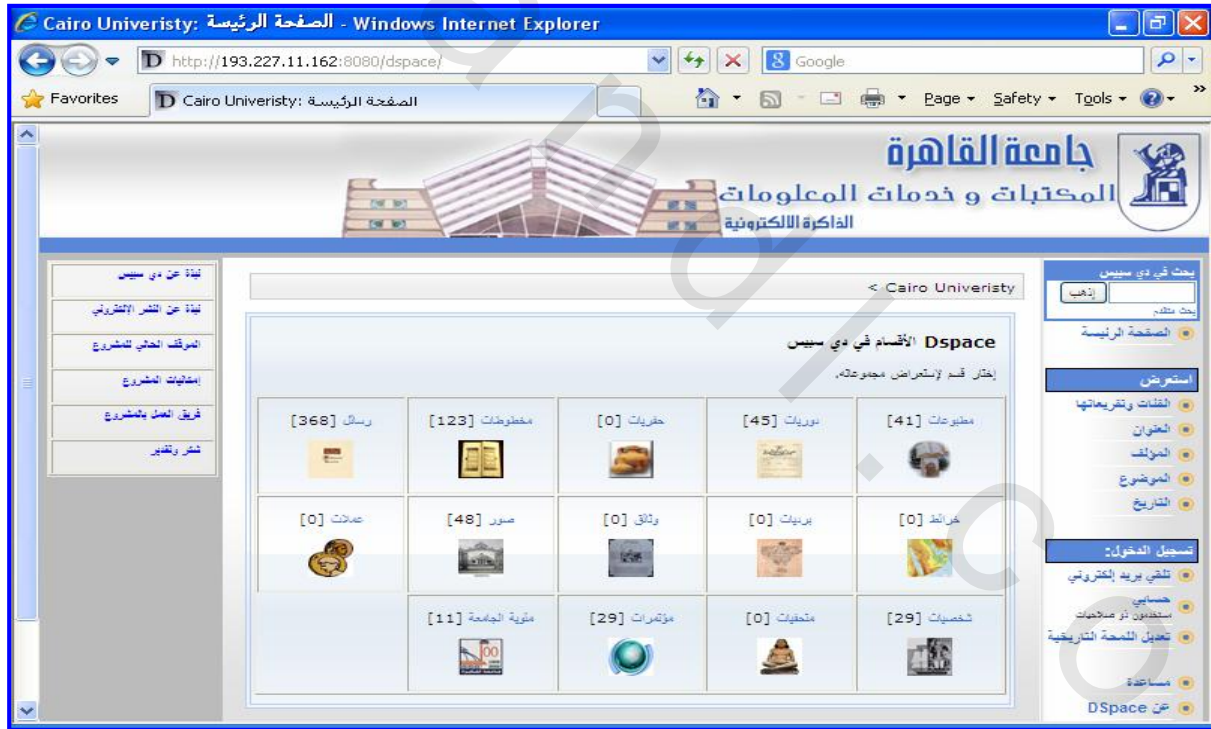 Cairo Univeristy: الصفحة الرئيسة - Windows Internet Explorer
http://193.227.11.162:8080/dspace/
Google
Favorites
Cairo Univeristy: الصفحة الرئيسة
Page
Safety
Tools
جامعة القاهرة
المكتبات و خدمات المعلومات
الذاكرة الالكترونية
بحث في دي سبيس
إذهب
بحث متقدم
الصفحة الرئيسة
استعرض
الفئات وتفريعاتها
العنوان
المؤلف
الموضوع
التاريخ
تسجيل الدخول:
تلقي بريد إلكتروني
حسابي
مستخدمون ذو صلاحيات
تعديل اللمحة التاريخية
مساعدة
عن DSpace
Cairo Univeristy >
Dspace الأقسام في دي سبيس
إختار قسم لإستعراض مجموعاته.
مطبوعات [41]
دوريات [45]
حفريات [0]
مخطوطات [123]
رسائل [368]
خرائط [0]
برديات [0]
وثائق [0]
صور [48]
عملات [0]
شخصيات [29]
متحفيات [0]
مؤتمرات [29]
مئوية الجامعة [11]
نبذة عن دي سبيس
نبذة عن النشر الإلكتروني
الموقف الحالي للمشروع
إمكانيات المشروع
فريق العمل بالمشروع
شكر وتقدير